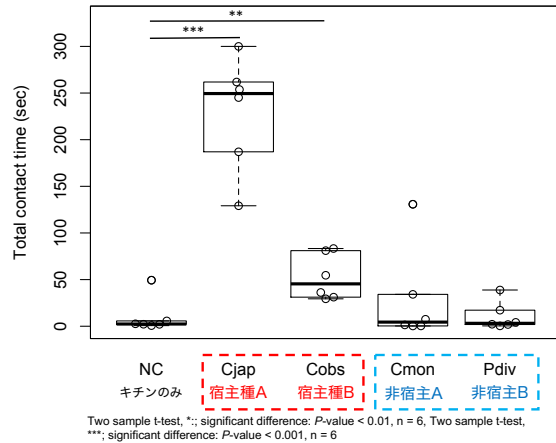 **
***
Total contact time (sec)
300
250
200
150
100
50
0
NC Cjap Cobs Cmon Pdiv
キチンのみ 宿主種A 宿主種B 非宿主A 非宿主B
Two sample t-test, *:; significant difference: P-value < 0.01, n = 6, Two sample t-test,
***; significant difference: P-value < 0.001, n = 6